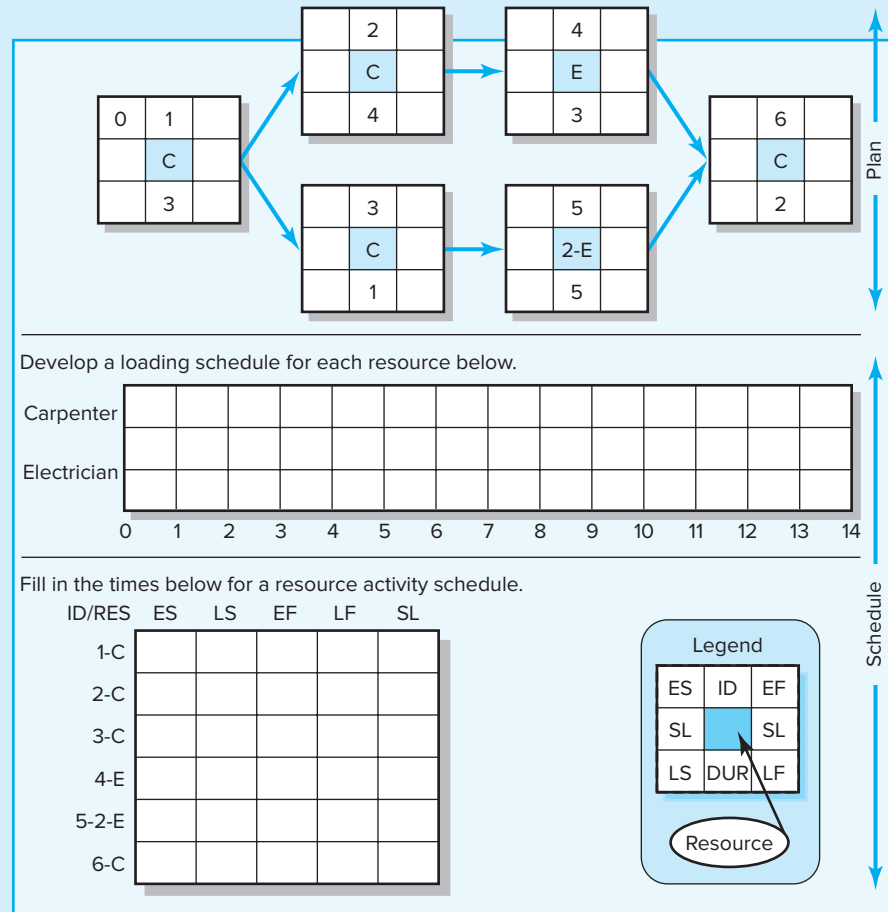 2 4
C E
4 3
0 1
C
3
6
C
2
3 5
C 2-E
1 5
Plan
Develop a loading schedule for each resource below.
Carpenter
Electrician
0 1 2 3 4 5 6 7 8 9 10 11 12 13 14
Schedule
Fill in the times below for a resource activity schedule.
ID/RES ES LS EF LF SL
1-C
2-C
3-C
4-E
5-2-E
6-C
Legend
ES ID EF
SL SL
LS DUR LF
Resource